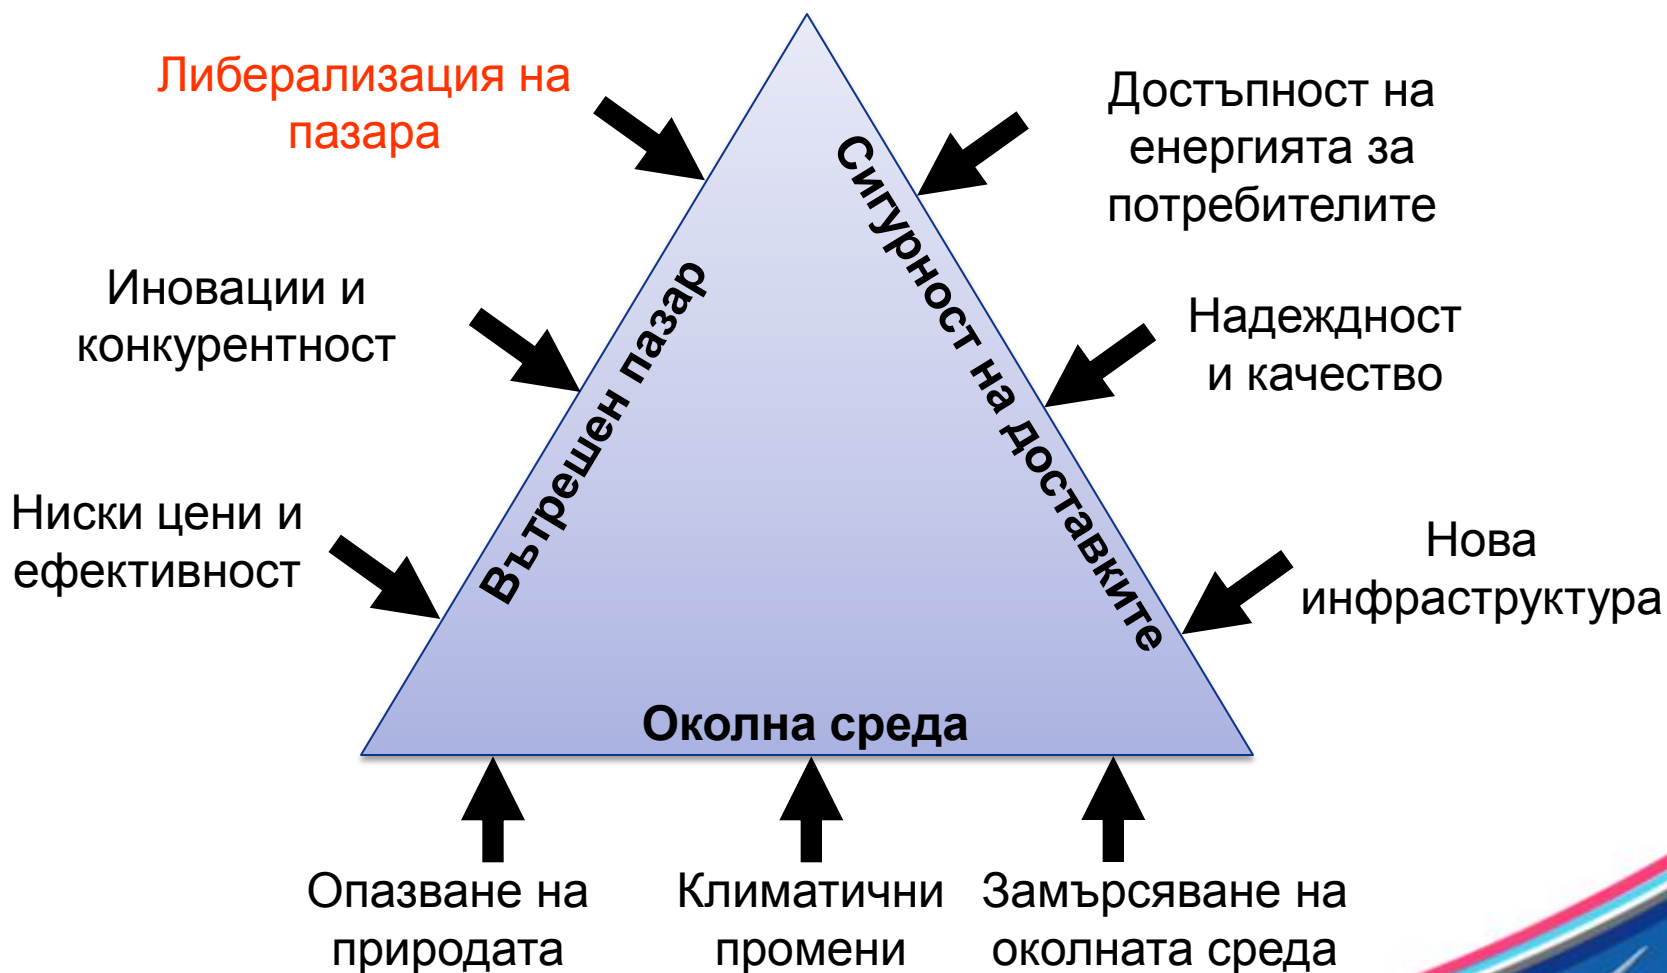 Либерализация на
пазара
Иновации и
конкурентност
Ниски цени и
ефективност
Вътрешен пазар
Сигурност на доставките
Околна среда
Достъпност на
енергията за
потребителите
Надеждност
и качество
Нова
инфраструктура
Опазване на
природата
Климатични
промени
Замърсяване на
околната среда